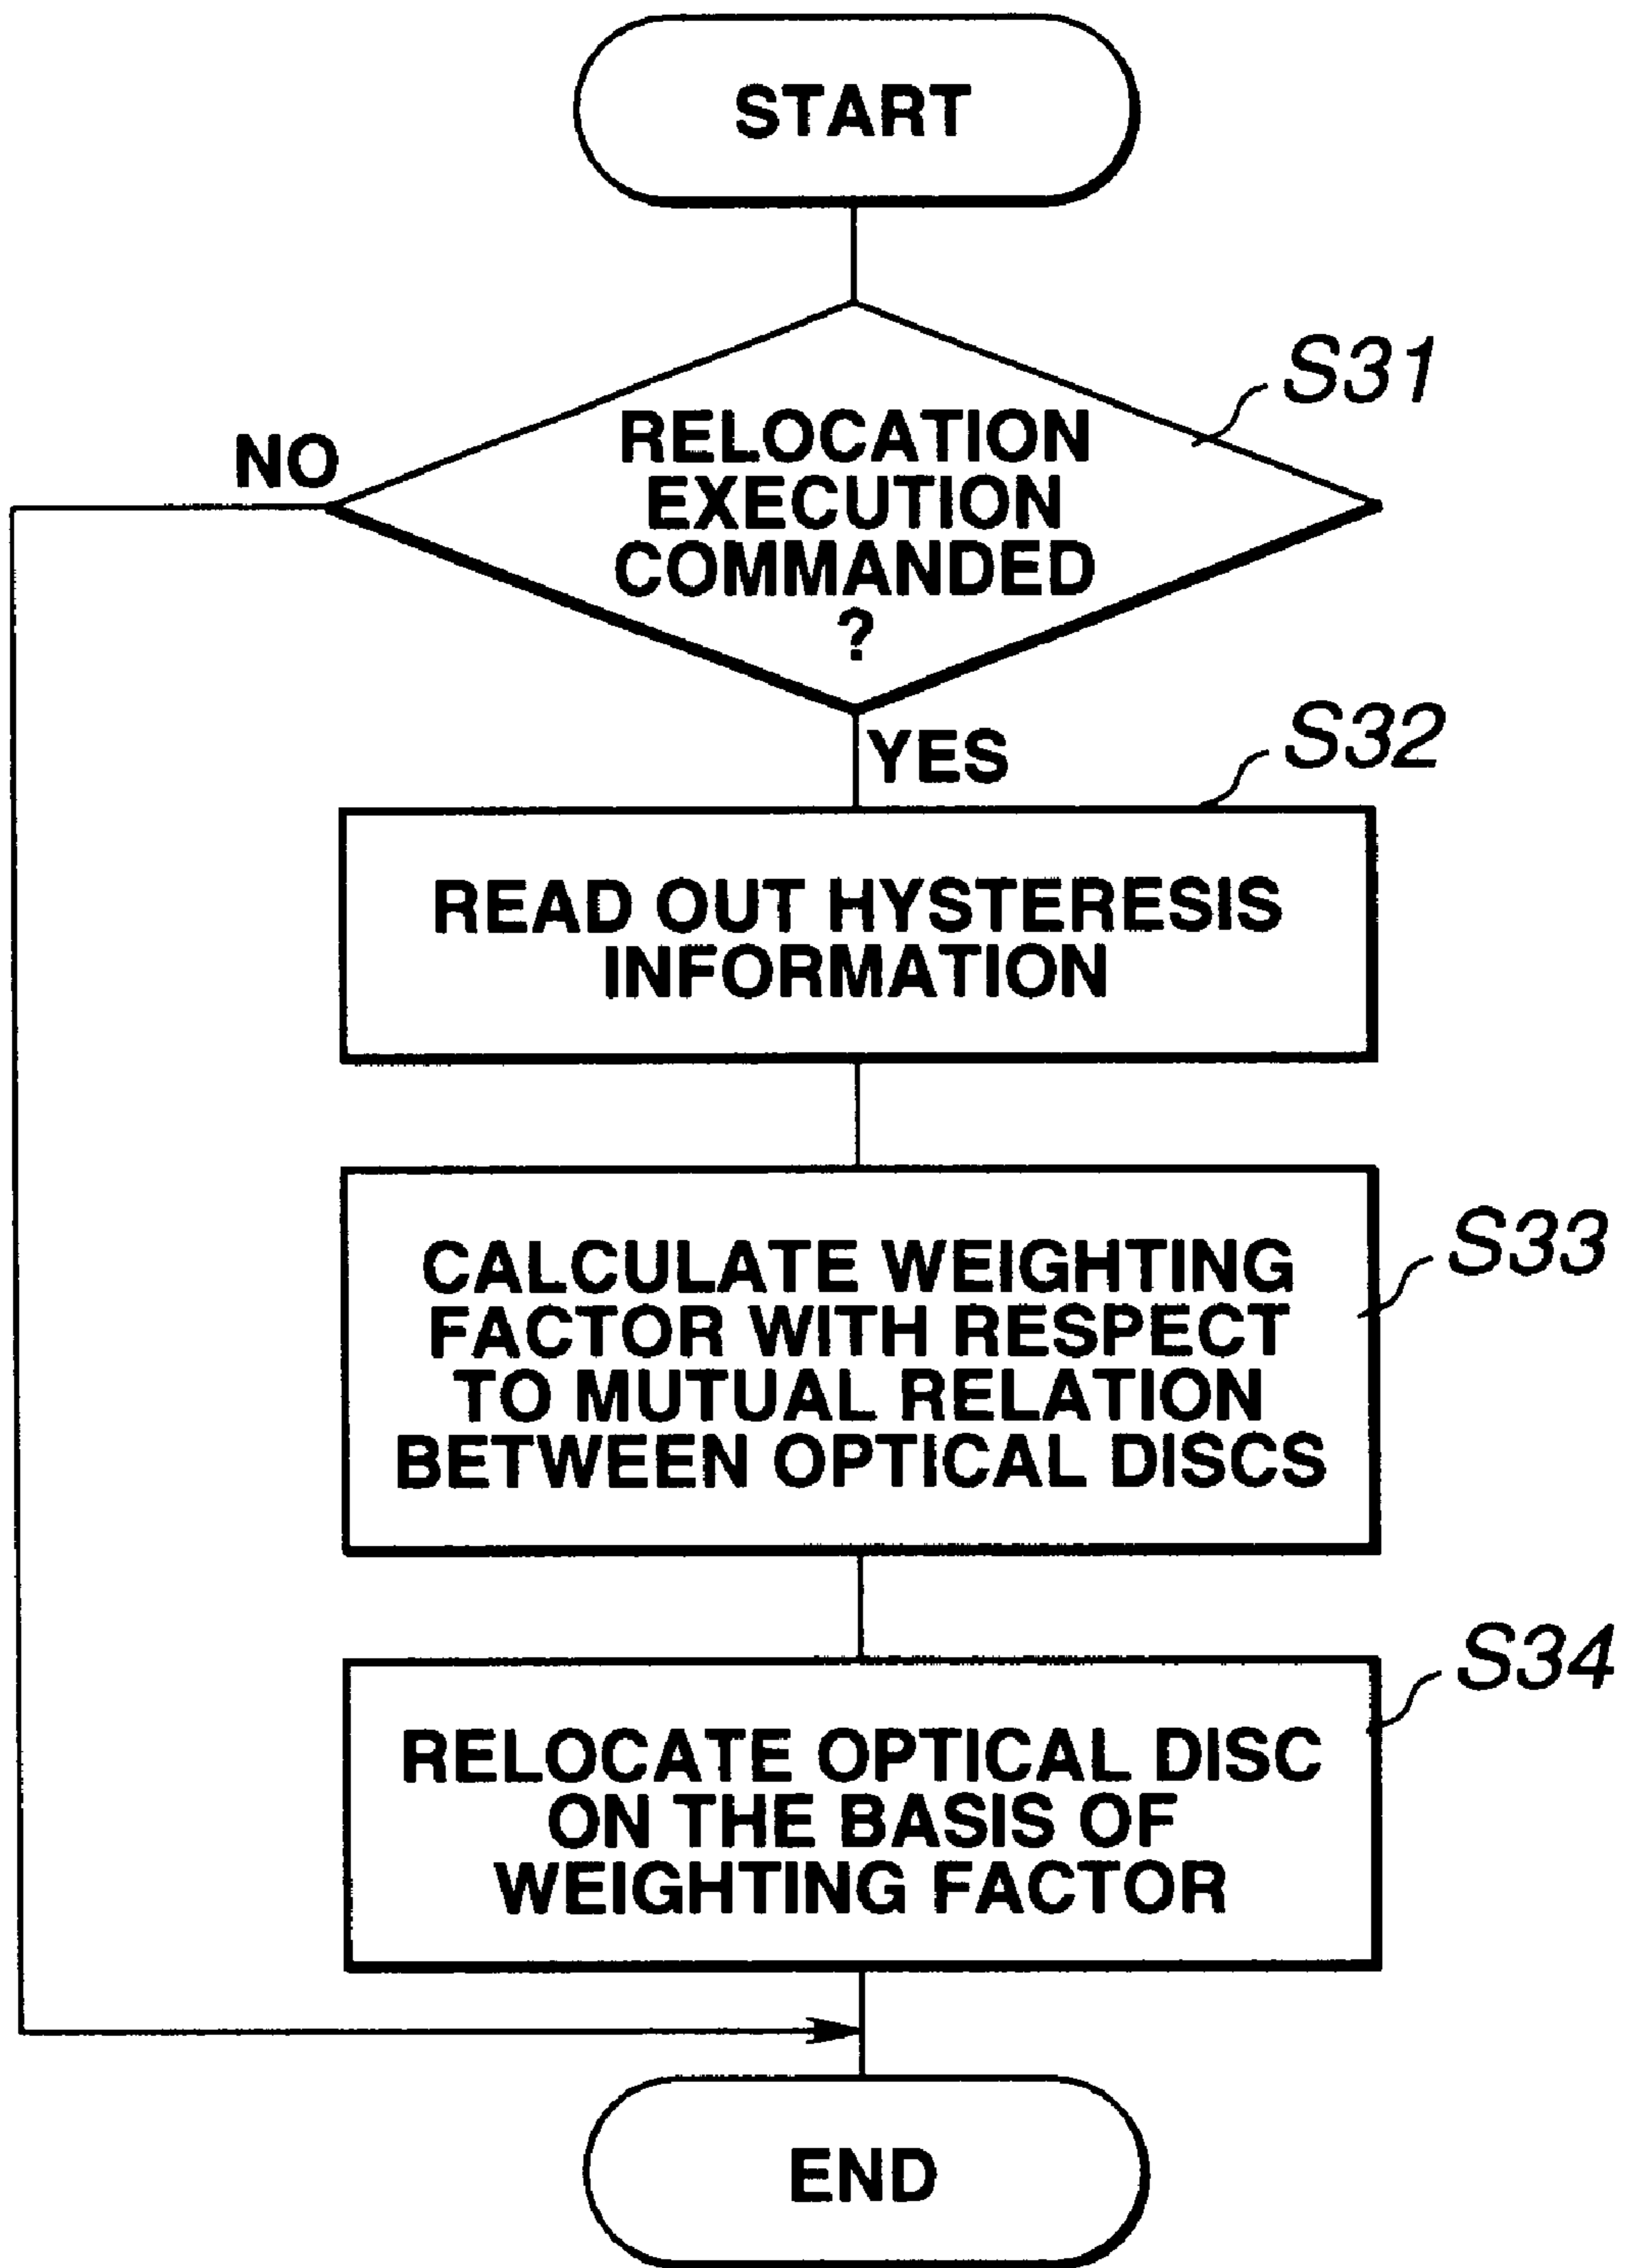 START
S31
NO
RELOCATION
EXECUTION
COMMANDED
?
YES
S32
READ OUT HYSTERESIS
INFORMATION
S33
CALCULATE WEIGHTING
FACTOR WITH RESPECT
TO MUTUAL RELATION
BETWEEN OPTICAL DISCS
S34
RELOCATE OPTICAL DISC
ON THE BASIS OF
WEIGHTING FACTOR
END